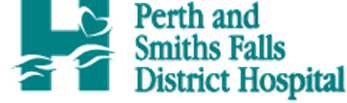 Perth and
Smiths Falls
District Hospital